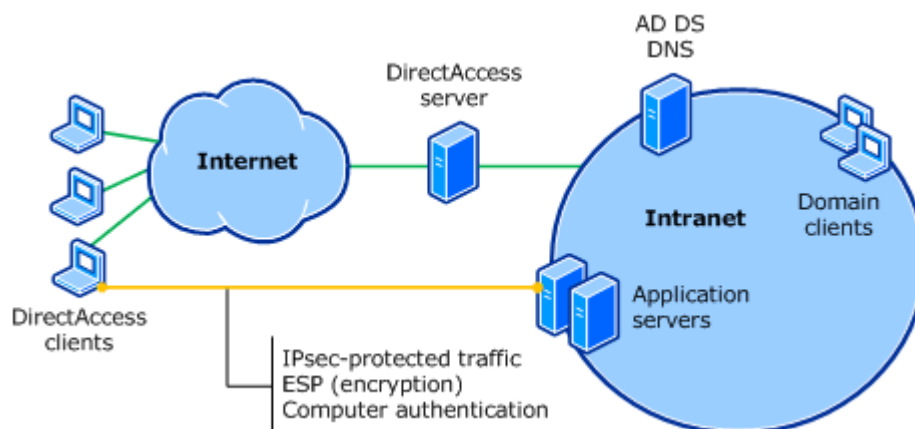 AD DS
DNS
DirectAccess
server
Internet
Intranet
Domain
clients
DirectAccess
clients
Application
servers
IPsec-protected traffic
ESP (encryption)
Computer authentication